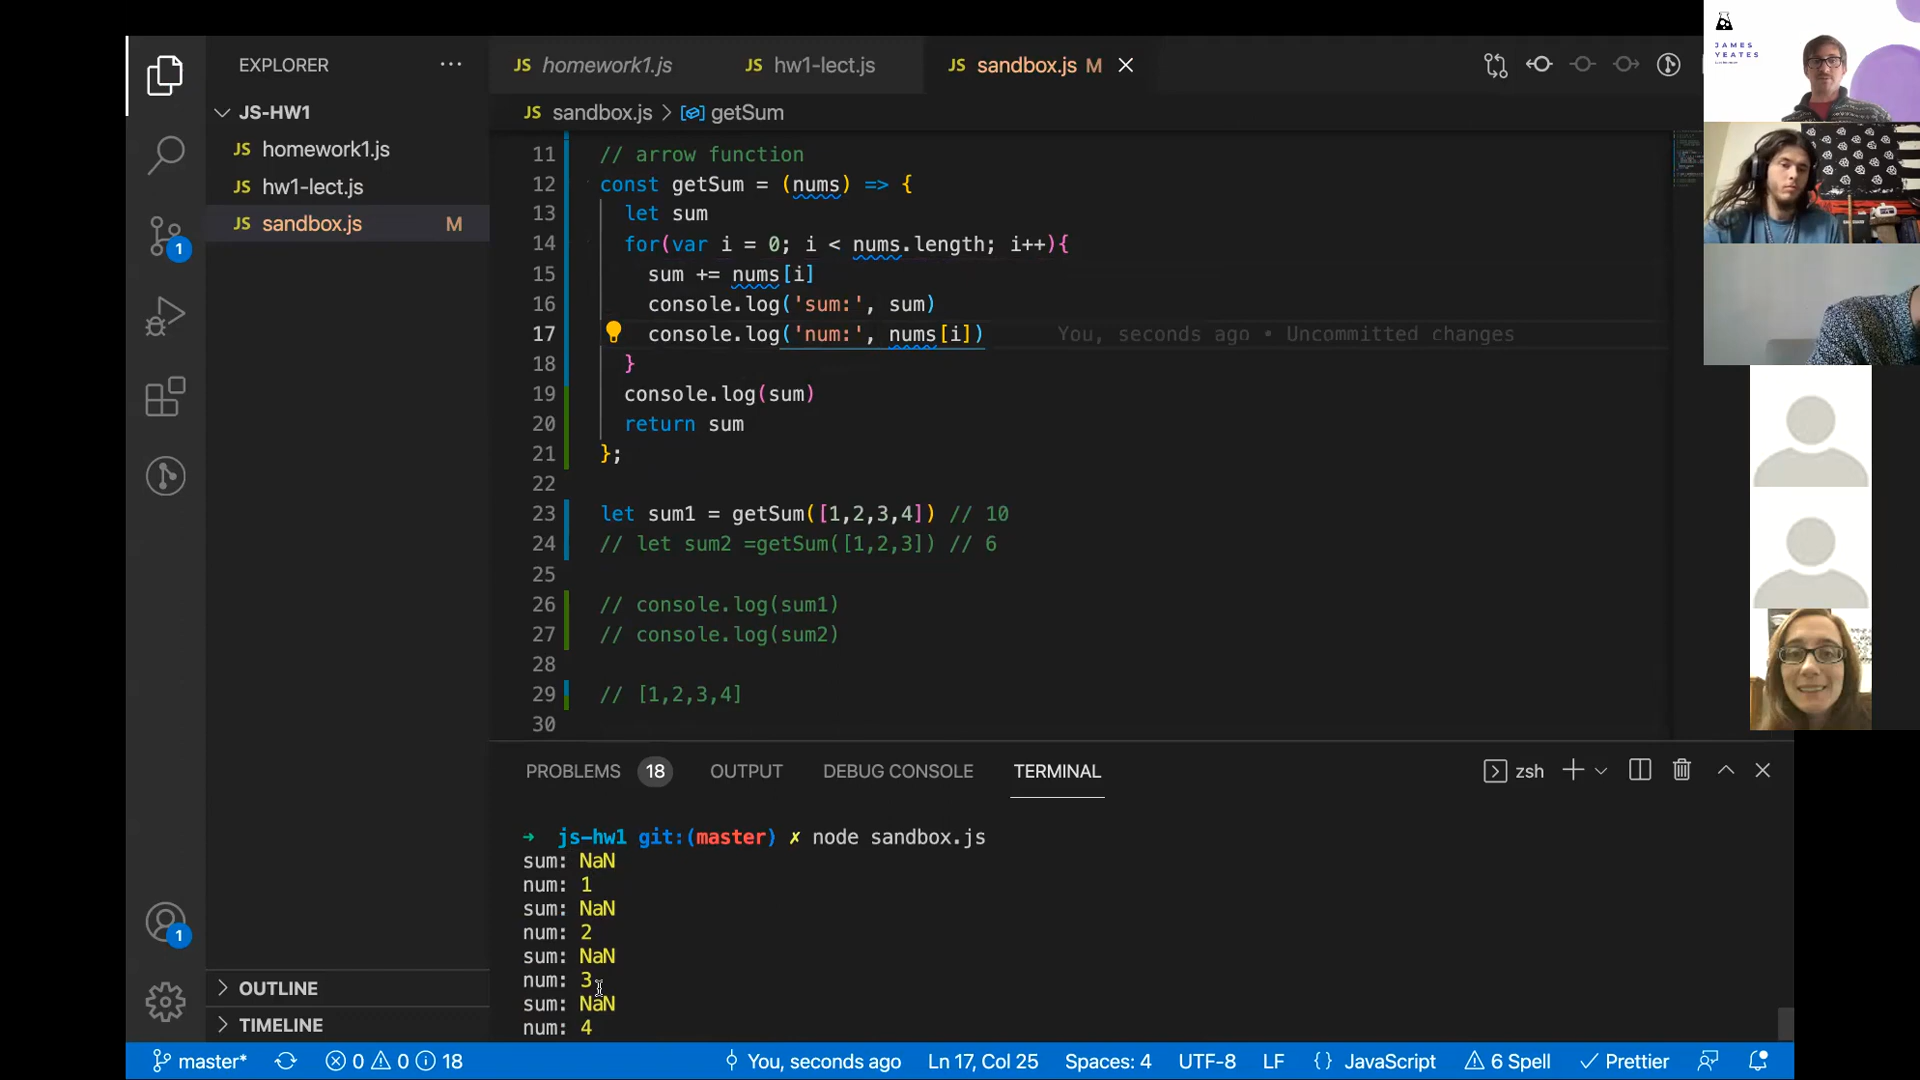 EXPLORER
JS-HW1
JS homework1.js
JS hw1-lect.js
JS sandbox.js M
1
1
OUTLINE
TIMELINE
JS homework1.js JS hw1-lect.js JS sandbox.js M
JS sandbox.js > getSum
11 // arrow function
12 const getSum = (nums) => {
13 let sum
14 for(var i = 0; i < nums.length; i++){
15 sum += nums[i]
16 console.log('sum:', sum)
17 console.log('num:', nums[i]) You, seconds ago • Uncommitted changes
18 }
19 console.log(sum)
20 return sum
21 };
22
23 let sum1 = getSum([1,2,3,4]) // 10
24 // let sum2 =getSum([1,2,3]) // 6
25
26 // console.log(sum1)
27 // console.log(sum2)
28
29 // [1,2,3,4]
30
PROBLEMS 18 OUTPUT DEBUG CONSOLE TERMINAL zsh
→ js-hw1 git:(master) ✗ node sandbox.js
sum: NaN
num: 1
sum: NaN
num: 2
sum: NaN
num: 3
sum: NaN
num: 4
master* 0 0 18 You, seconds ago Ln 17, Col 25 Spaces: 4 UTF-8 LF {} JavaScript 6 Spell Prettier
JAMES
YEATES